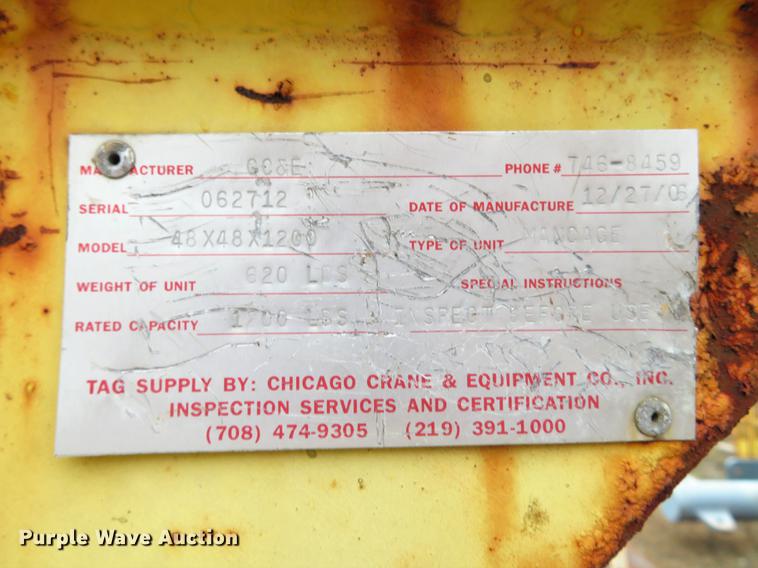 MANUFACTURER GC&E PHONE # 746-8459
SERIAL 062712 DATE OF MANUFACTURE 12/27/06
MODEL 48X48X1200 TYPE OF UNIT MANCAGE
WEIGHT OF UNIT 620 LBS SPECIAL INSTRUCTIONS
RATED CAPACITY LBS INSPECT BEFORE USE
TAG SUPPLY BY: CHICAGO CRANE & EQUIPMENT CO., INC.
INSPECTION SERVICES AND CERTIFICATION
(708) 474-9305 (219) 391-1000
Purple Wave Auction